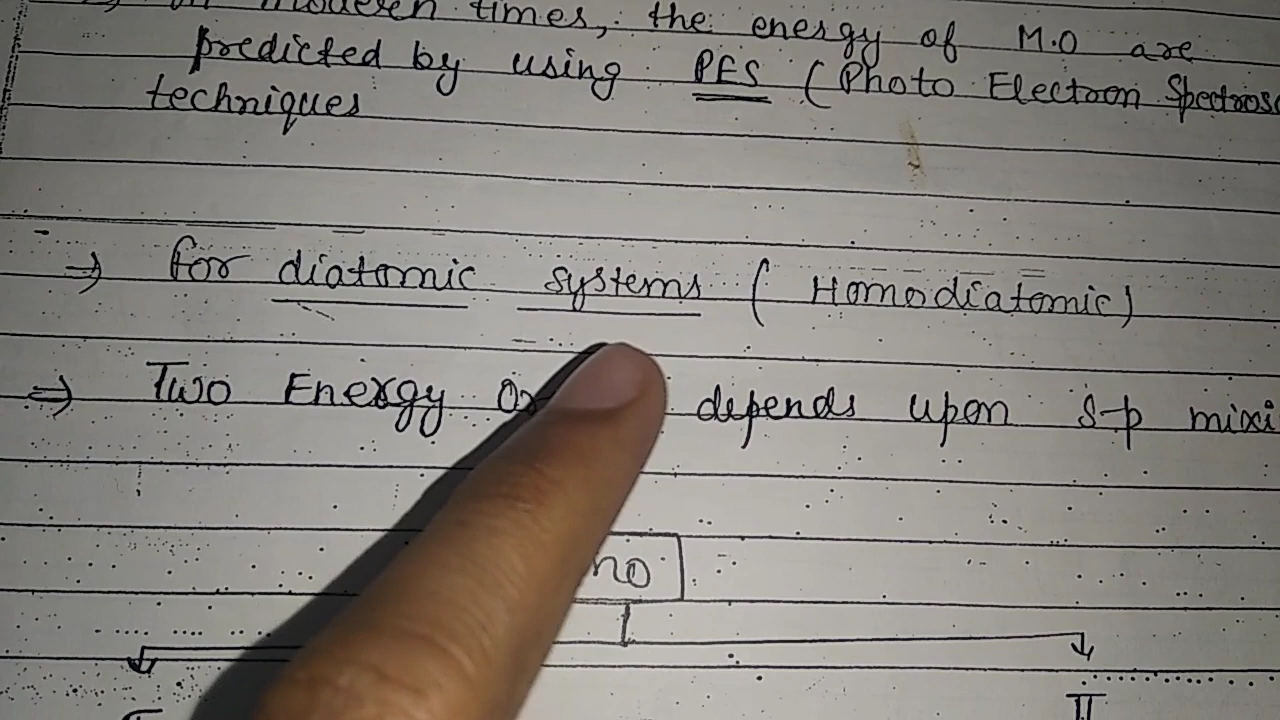 times, the energy of M.O are
predicted by using PES (Photo Electron
techniques
⇒ for diatomic systems ( Homodiatomic)
⇒ Two Energy depends upon s-p
no
II